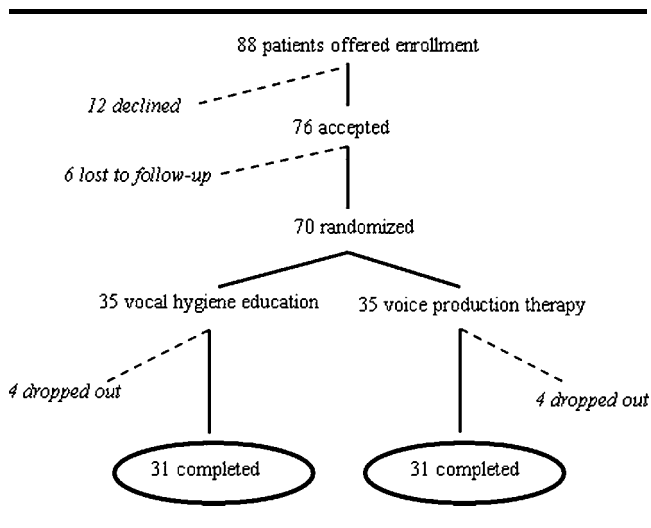 88 patients offered enrollment
12 declined
76 accepted
6 lost to follow-up
70 randomized
35 vocal hygiene education
35 voice production therapy
4 dropped out
4 dropped out
31 completed
31 completed